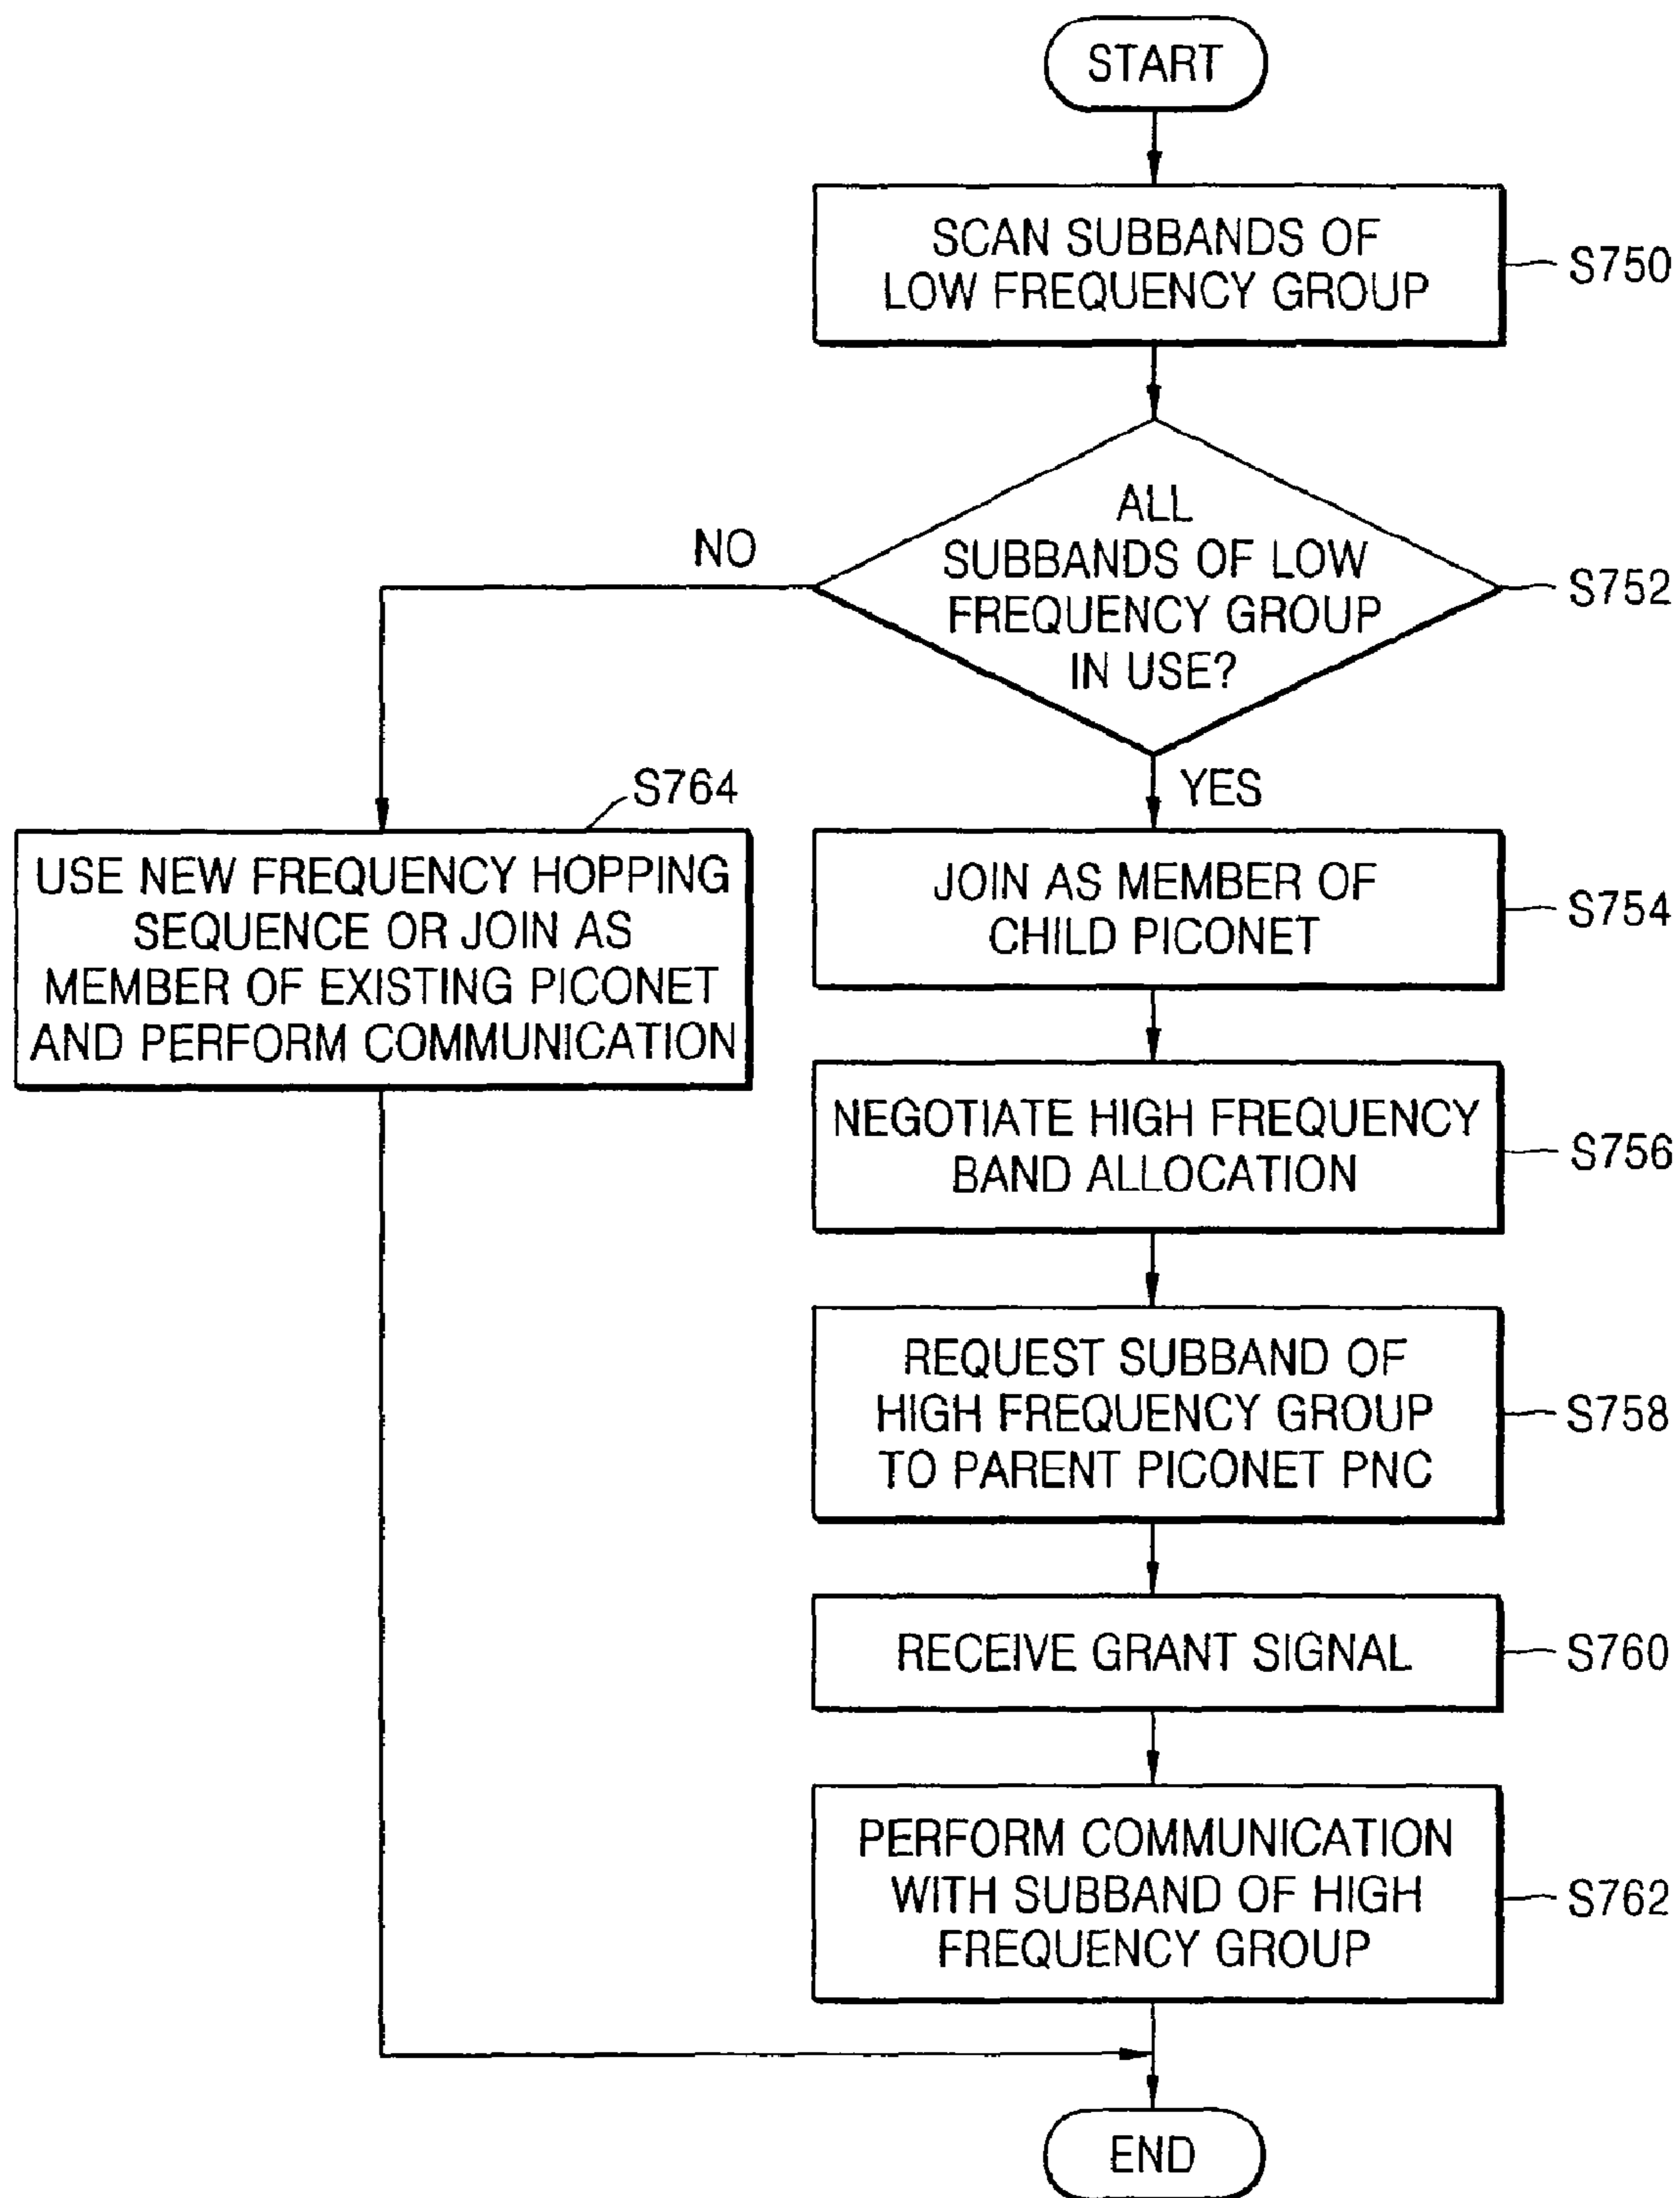 START
SCAN SUBBANDS OF
LOW FREQUENCY GROUP
S750
ALL
SUBBANDS OF LOW
FREQUENCY GROUP
IN USE?
S752
NO
YES
S764
USE NEW FREQUENCY HOPPING
SEQUENCE OR JOIN AS
MEMBER OF EXISTING PICONET
AND PERFORM COMMUNICATION
JOIN AS MEMBER OF
CHILD PICONET
S754
NEGOTIATE HIGH FREQUENCY
BAND ALLOCATION
S756
REQUEST SUBBAND OF
HIGH FREQUENCY GROUP
TO PARENT PICONET PNC
S758
RECEIVE GRANT SIGNAL
S760
PERFORM COMMUNICATION
WITH SUBBAND OF HIGH
FREQUENCY GROUP
S762
END